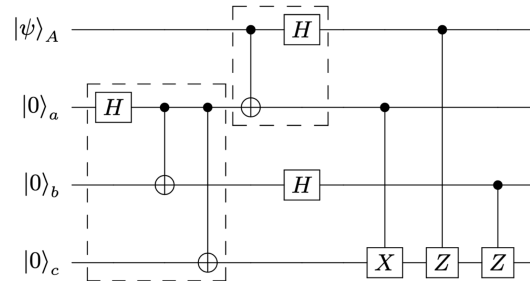 |ψ⟩_A H
|0⟩_a H
|0⟩_b H
|0⟩_c X Z Z